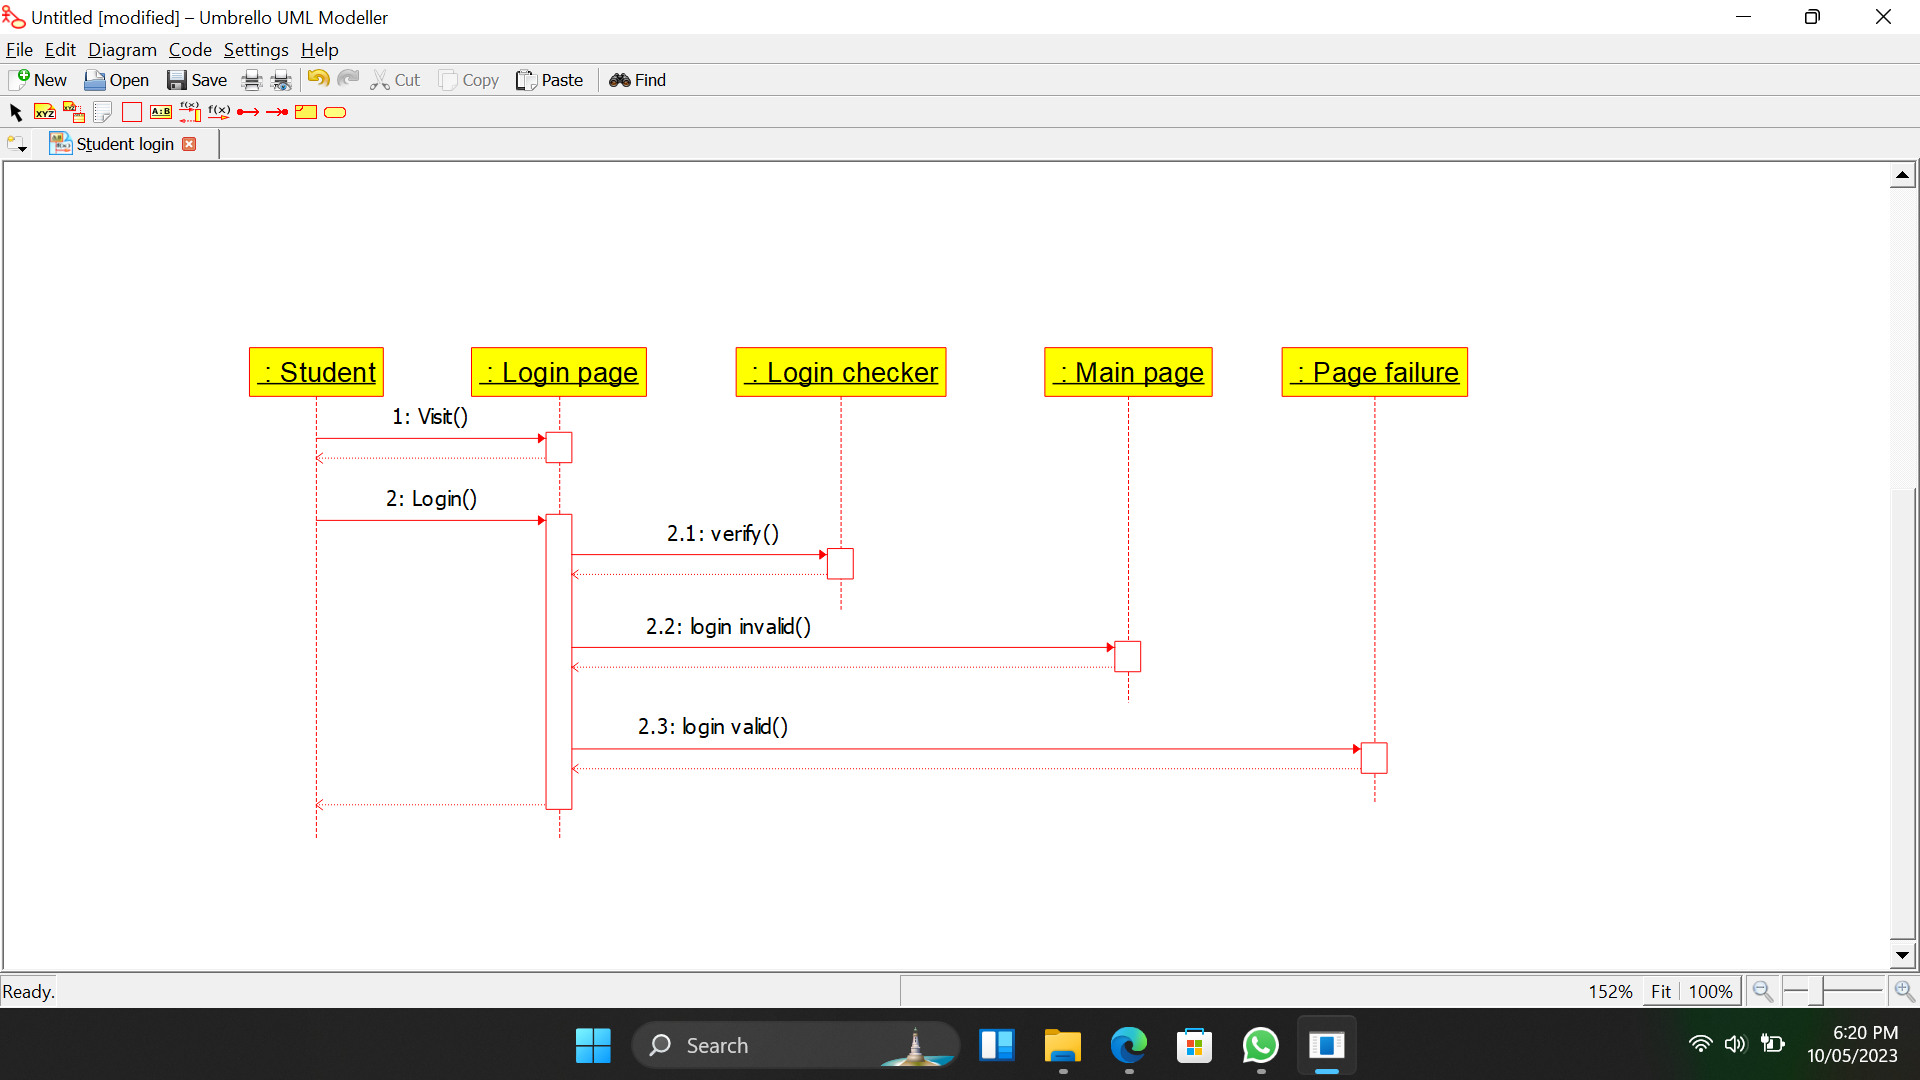 Untitled [modified] – Umbrello UML Modeller
File Edit Diagram Code Settings Help
New Open Save Cut Copy Paste Find
XYZ XYZ A:B f(x) f(x)
Student login
: Student : Login page : Login checker : Main page : Page failure
1: Visit()
2: Login()
2.1: verify()
2.2: login invalid()
2.3: login valid()
Ready. 152% Fit 100%
Search
6:20 PM
10/05/2023